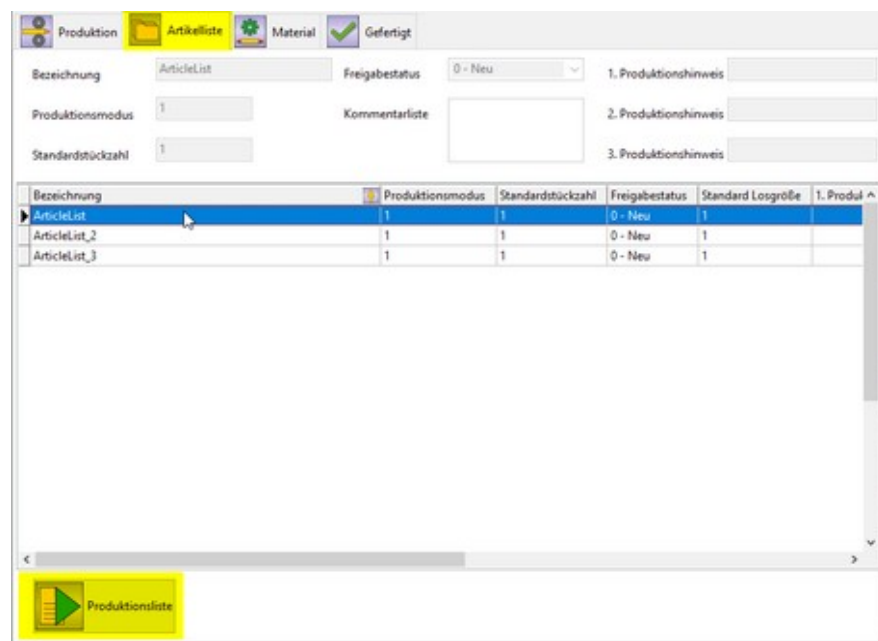 Produktion Artikelliste Material Gefertigt
Bezeichnung ArticleList Freigabestatus 0 - Neu 1. Produktionshinweis
Produktionsmodus 1 Kommentarliste 2. Produktionshinweis
Standardstückzahl 1 3. Produktionshinweis
Bezeichnung Produktionsmodus Standardstückzahl Freigabestatus Standard Losgröße 1. Produk
ArticleList 1 1 0 - Neu 1
ArticleList_2 1 1 0 - Neu 1
ArticleList_3 1 1 0 - Neu 1
Produktionsliste